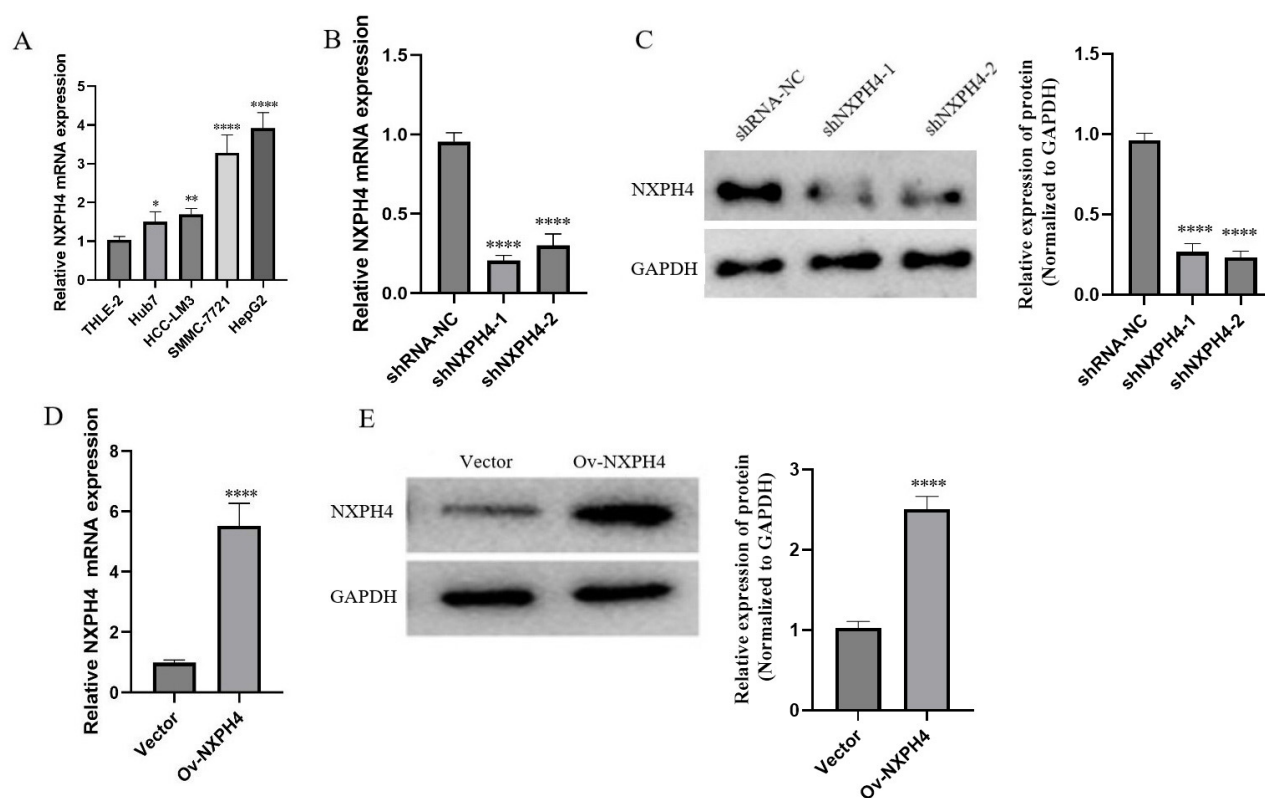 A
Relative NXPH4 mRNA expression
5
4
3
2
1
0
*
**
****
****
THLE-2
Hub7
HCC-LM3
SMMC-7721
HepG2
B
Relative NXPH4 mRNA expression
1.5
1.0
0.5
0.0
****
****
shRNA-NC
shNXPH4-1
shNXPH4-2
C
shRNA-NC
shNXPH4-1
shNXPH4-2
NXPH4
GAPDH
Relative expression of protein
(Normalized to GAPDH)
1.5
1.0
0.5
0.0
****
****
shRNA-NC
shNXPH4-1
shNXPH4-2
D
Relative NXPH4 mRNA expression
8
6
4
2
0
****
Vector
Ov-NXPH4
E
Vector
Ov-NXPH4
NXPH4
GAPDH
Relative expression of protein
(Normalized to GAPDH)
3
2
1
0
****
Vector
Ov-NXPH4